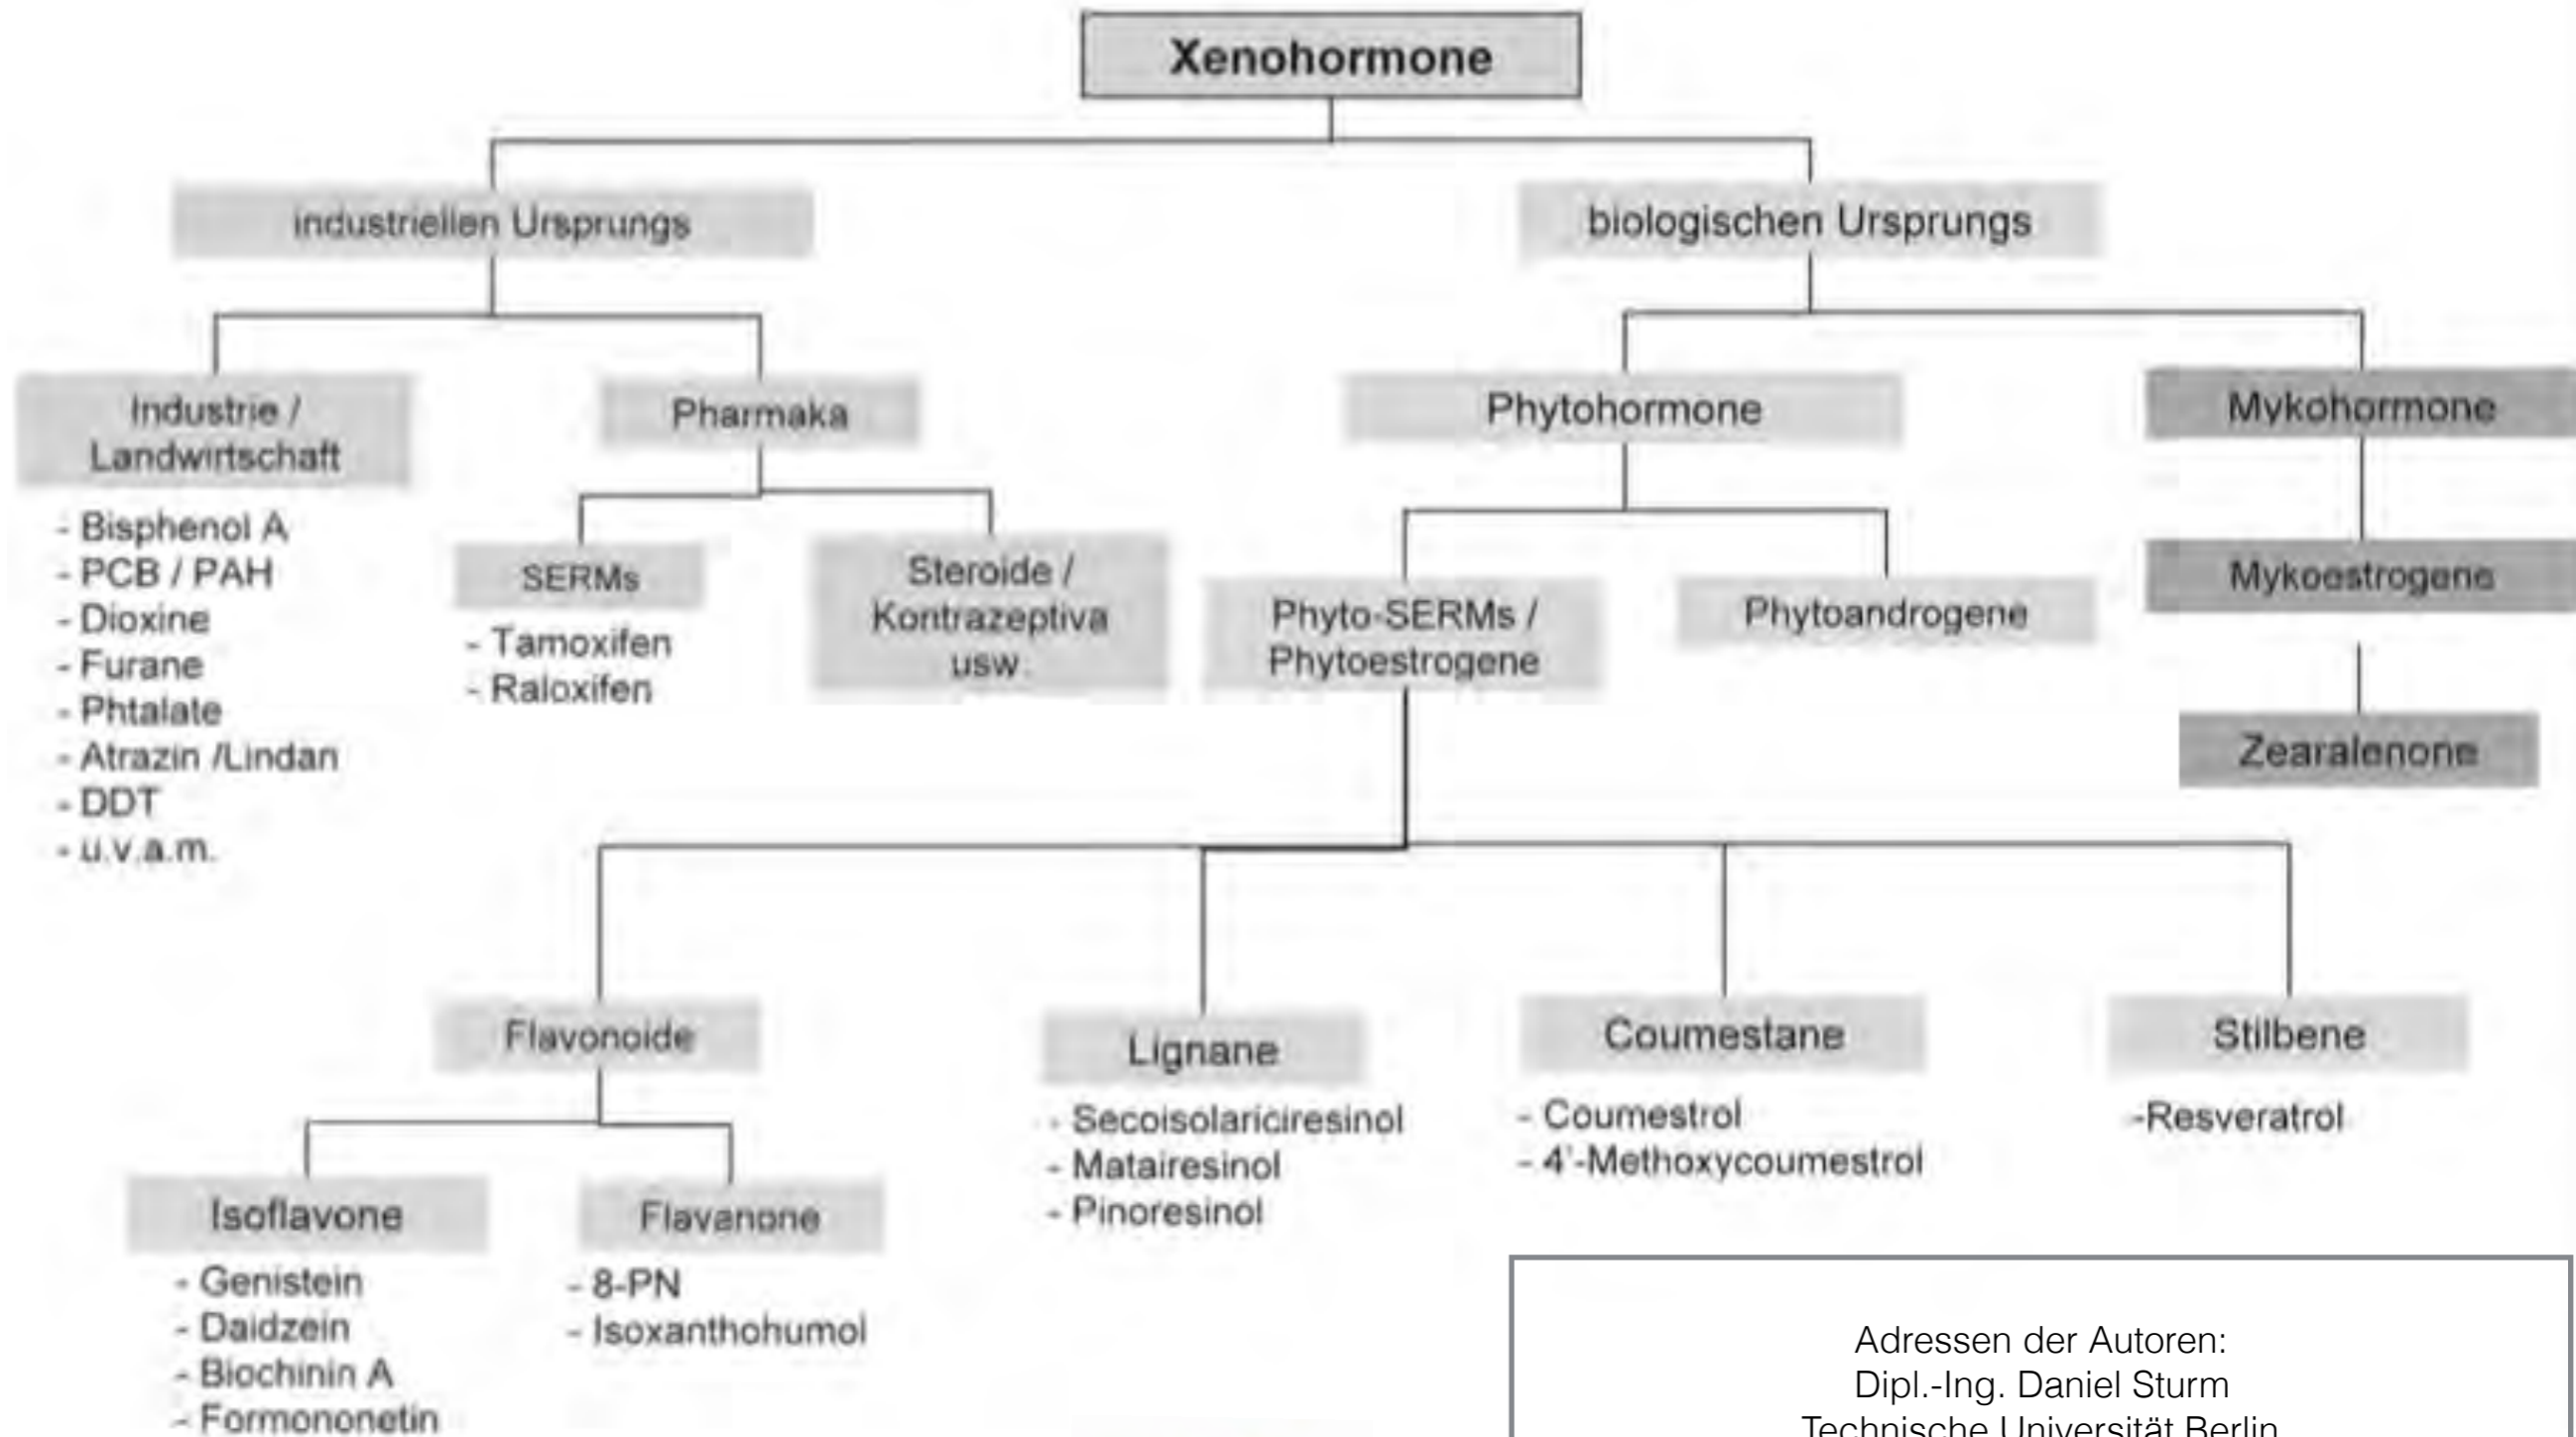 Xenohormone
industriellen Ursprungs
biologischen Ursprungs
Industrie /
Landwirtschaft
- Bisphenol A
- PCB / PAH
- Dioxine
- Furane
- Phtalate
- Atrazin /Lindan
- DDT
- u.v.a.m.
Pharmaka
SERMs
- Tamoxifen
- Raloxifen
Steroide /
Kontrazeptiva
usw.
Phytohormone
Phyto-SERMs /
Phytoestrogene
Phytoandrogene
Mykohormone
Mykoestrogene
Zearalenone
Flavonoide
Isoflavone
- Genistein
- Daidzein
- Biochinin A
- Formononetin
Flavanone
- 8-PN
- Isoxanthohumol
Lignane
- Secoisolariciresinol
- Matairesinol
- Pinoresinol
Coumestane
- Coumestrol
- 4'-Methoxycoumestrol
Stilbene
-Resveratrol
Adressen der Autoren:
Dipl.-Ing. Daniel Sturm
Technische Universität Berlin